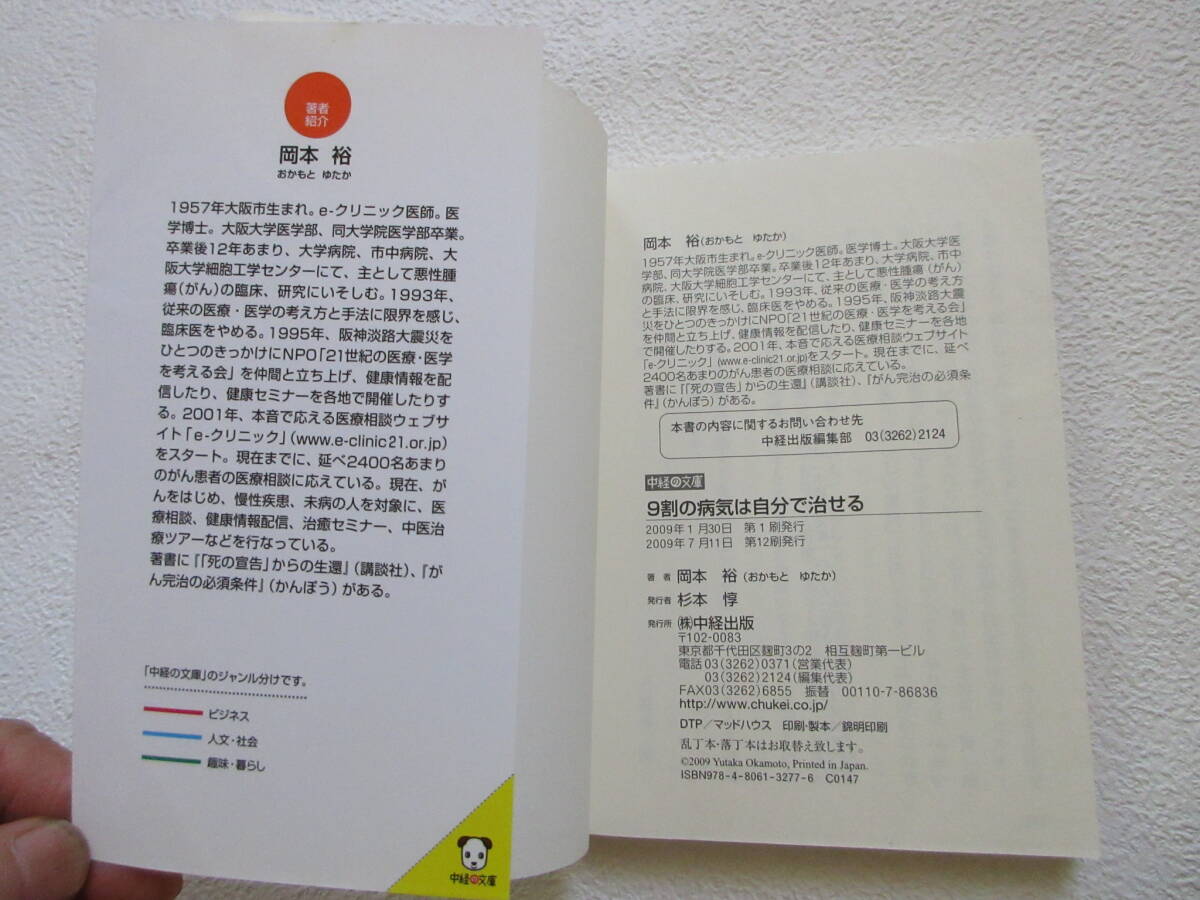 著者
紹介
岡本 裕
おかもと ゆたか
1957年大阪市生まれ。e-クリニック医師。医
学博士。大阪大学医学部、同大学院医学部卒業。
卒業後12年あまり、大学病院、市中病院、大
阪大学細胞工学センターにて、主として悪性腫
瘍(がん)の臨床、研究にいそしむ。1993年、
従来の医療・医学の考え方と手法に限界を感じ、
臨床医をやめる。1995年、阪神淡路大震災を
ひとつのきっかけにNPO「21世紀の医療・医学
を考える会」を仲間と立ち上げ、健康情報を配
信したり、健康セミナーを各地で開催したりす
る。2001年、本音で応える医療相談ウェブサ
イト「e-クリニック」(www.e-clinic21.or.jp)
をスタート。現在までに、延べ2400名あまり
のがん患者の医療相談に応えている。現在、が
んをはじめ、慢性疾患、未病の人を対象に、医
療相談、健康情報配信、治癒セミナー、中医治
療ツアーなどを行なっている。
著書に『「死の宣告」からの生還』(講談社)、『が
ん完治の必須条件』(かんぽう)がある。
「中経の文庫」のジャンル分けです。
ビジネス
人文・社会
趣味・暮らし
中経の文庫
岡本 裕(おかもと ゆたか)
1957年大阪市生まれ。e-クリニック医師。医学博士。大阪大学医
学部、同大学院医学部卒業。卒業後12年あまり、大学病院、市中
病院、大阪大学細胞工学センターにて、主として悪性腫瘍(がん)
の臨床、研究にいそしむ。1993年、従来の医療・医学の考え方
と手法に限界を感じ、臨床医をやめる。1995年、阪神淡路大震
災をひとつのきっかけにNPO「21世紀の医療・医学を考える会」
を仲間と立ち上げ、健康情報を配信したり、健康セミナーを各地
で開催したりする。2001年、本音で応える医療相談ウェブサイト
「e-クリニック」(www.e-clinic21.or.jp)をスタート。現在までに、延べ
2400名あまりのがん患者の医療相談に応えている。
著書に『「死の宣告」からの生還』(講談社)、『がん完治の必須条
件』(かんぽう)がある。
本書の内容に関するお問い合わせ先
中経出版編集部 03(3262)2124
中経の文庫
9割の病気は自分で治せる
2009年1月30日 第1刷発行
2009年7月11日 第12刷発行
著者 岡本 裕(おかもと ゆたか)
発行者 杉本 惇
発行所 ㈱中経出版
〒102-0083
東京都千代田区麹町3の2 相互麹町第一ビル
電話 03(3262)0371(営業代表)
03(3262)2124(編集代表)
FAX03(3262)6855 振替 00110-7-86836
http://www.chukei.co.jp/
DTP/マッドハウス 印刷・製本/錦明印刷
乱丁本・落丁本はお取替え致します。
©2009 Yutaka Okamoto, Printed in Japan.
ISBN978-4-8061-3277-6 C0147